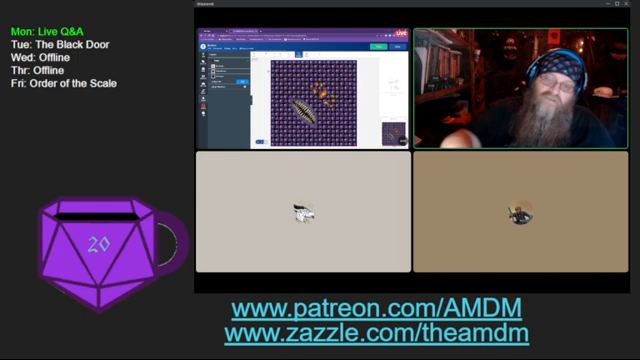 Mon: Live Q&A
Tue: The Black Door
Wed: Offline
Thr: Offline
Fri: Order of the Scale
20
www.patreon.com/AMDM
www.zazzle.com/theamdm